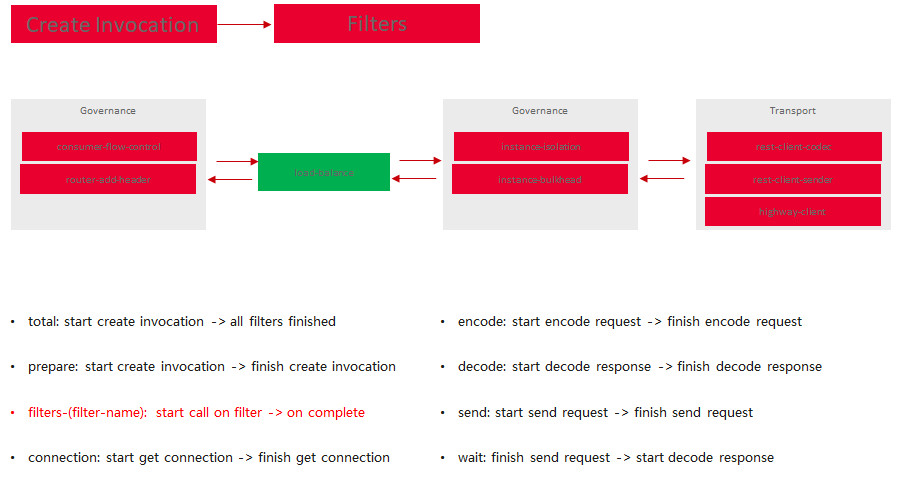 Create Invocation
Filters
Governance
consumer-flow-control
router-add-header
load-balance
Governance
instance-isolation
instance-bulkhead
Transport
rest-client-codec
rest-client-sender
highway-client
• total: start create invocation -> all filters finished
• prepare: start create invocation -> finish create invocation
• filters-(filter-name): start call on filter -> on complete
• connection: start get connection -> finish get connection
• encode: start encode request -> finish encode request
• decode: start decode response -> finish decode response
• send: start send request -> finish send request
• wait: finish send request -> start decode response